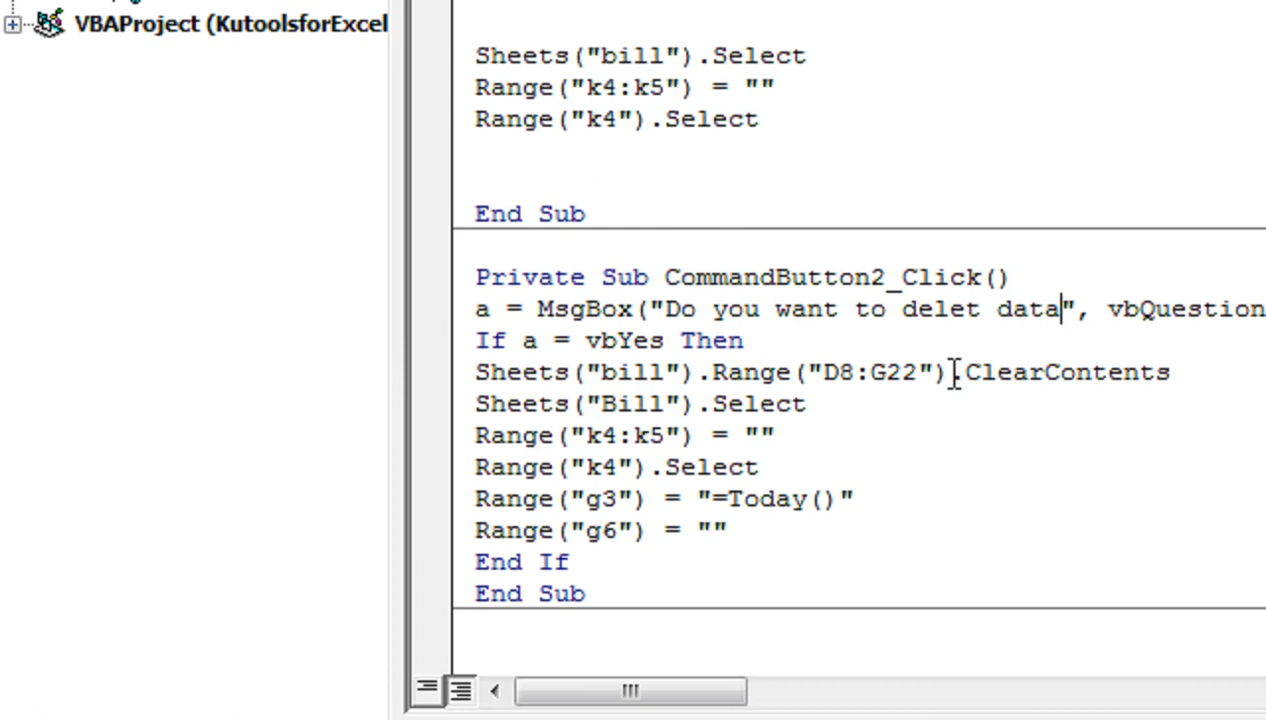 VBAProject (KutoolsforExcel
Sheets("bill").Select
Range("k4:k5") = ""
Range("k4").Select
End Sub
Private Sub CommandButton2_Click()
a = MsgBox("Do you want to delet data", vbQuestion
If a = vbYes Then
Sheets("bill").Range("D8:G22").ClearContents
Sheets("Bill").Select
Range("k4:k5") = ""
Range("k4").Select
Range("g3") = "=Today()"
Range("g6") = ""
End If
End Sub